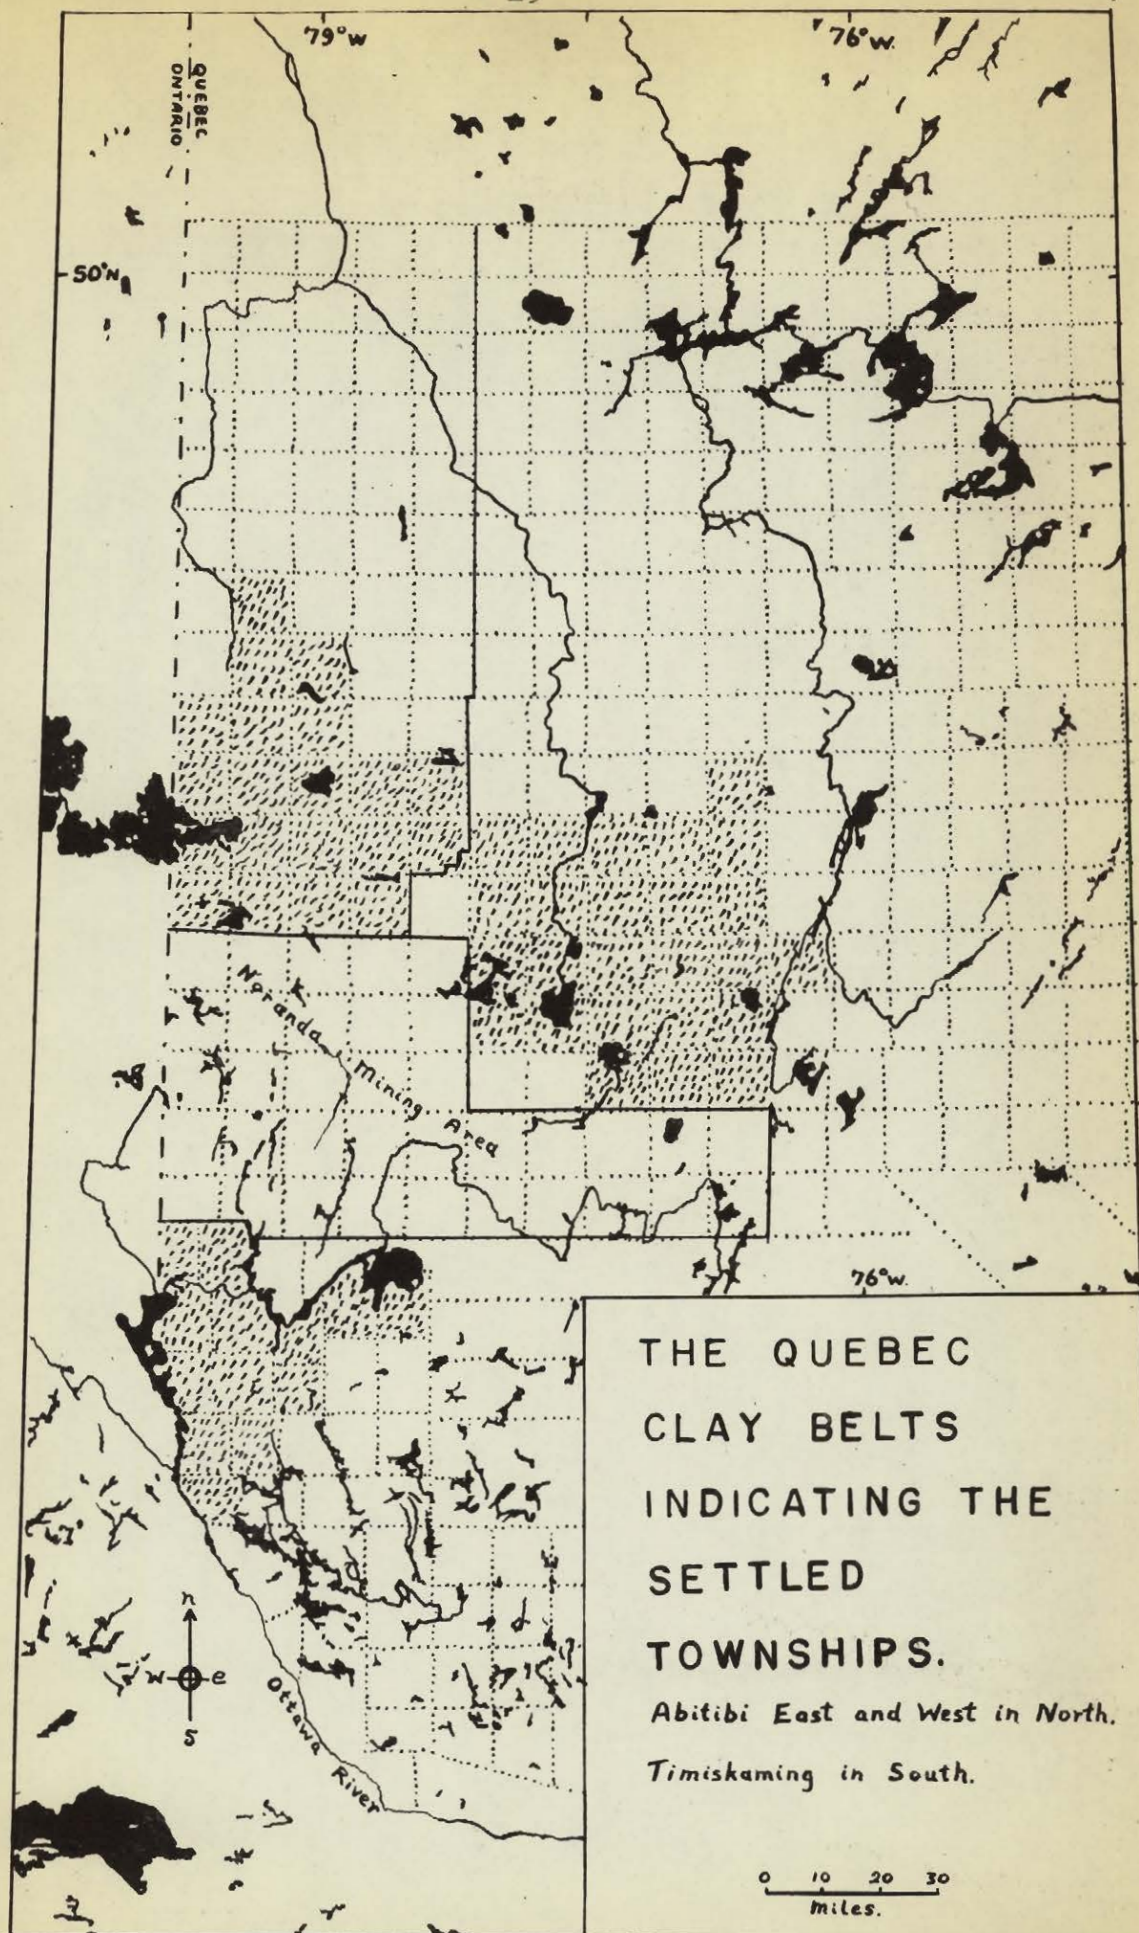 79°W
76°W.
QUEBEC
ONTARIO
50°N
Noranda Mining Area
76°W.
THE QUEBEC
CLAY BELTS
INDICATING THE
SETTLED
TOWNSHIPS.
Abitibi East and West in North.
Timiskaming in South.
n
w e
s
Ottawa River
0 10 20 30
miles.